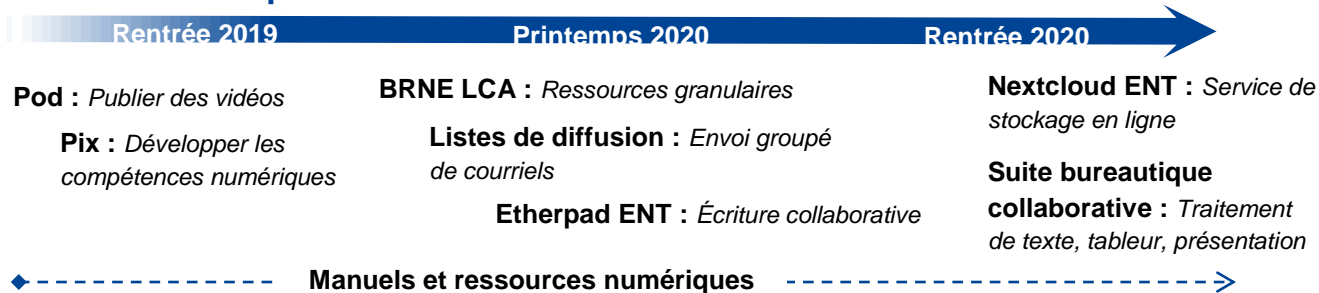 Rentrée 2019 Printemps 2020 Rentrée 2020
Pod : Publier des vidéos
Pix : Développer les
compétences numériques
BRNE LCA : Ressources granulaires
Listes de diffusion : Envoi groupé
de courriels
Etherpad ENT : Écriture collaborative
Nextcloud ENT : Service de
stockage en ligne
Suite bureautique
collaborative : Traitement
de texte, tableur, présentation
Manuels et ressources numériques